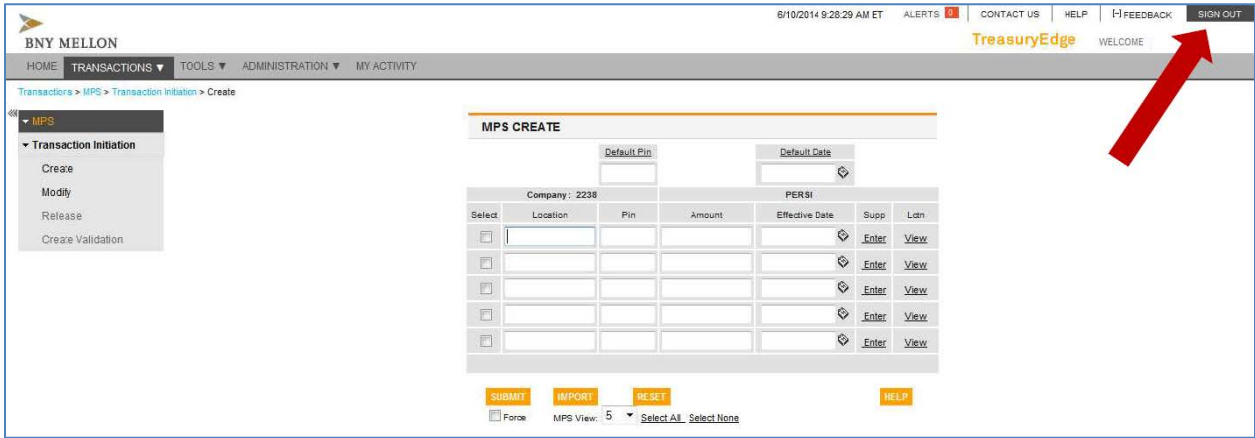 6/10/2014 9:28:29 AM ET ALERTS 0 CONTACT US HELP [-] FEEDBACK SIGN OUT
BNY MELLON
TreasuryEdge WELCOME
HOME TRANSACTIONS ▼ TOOLS ▼ ADMINISTRATION ▼ MY ACTIVITY
Transactions > MPS > Transaction Initiation > Create
MPS
Transaction Initiation
Create
Modify
Release
Create Validation
MPS CREATE
Default Pin Default Date
Company: 2238 PERSI
Select Location Pin Amount Effective Date Supp Lctn
Enter View
Enter View
Enter View
Enter View
Enter View
SUBMIT IMPORT RESET HELP
Force MPS View: 5 Select All Select None